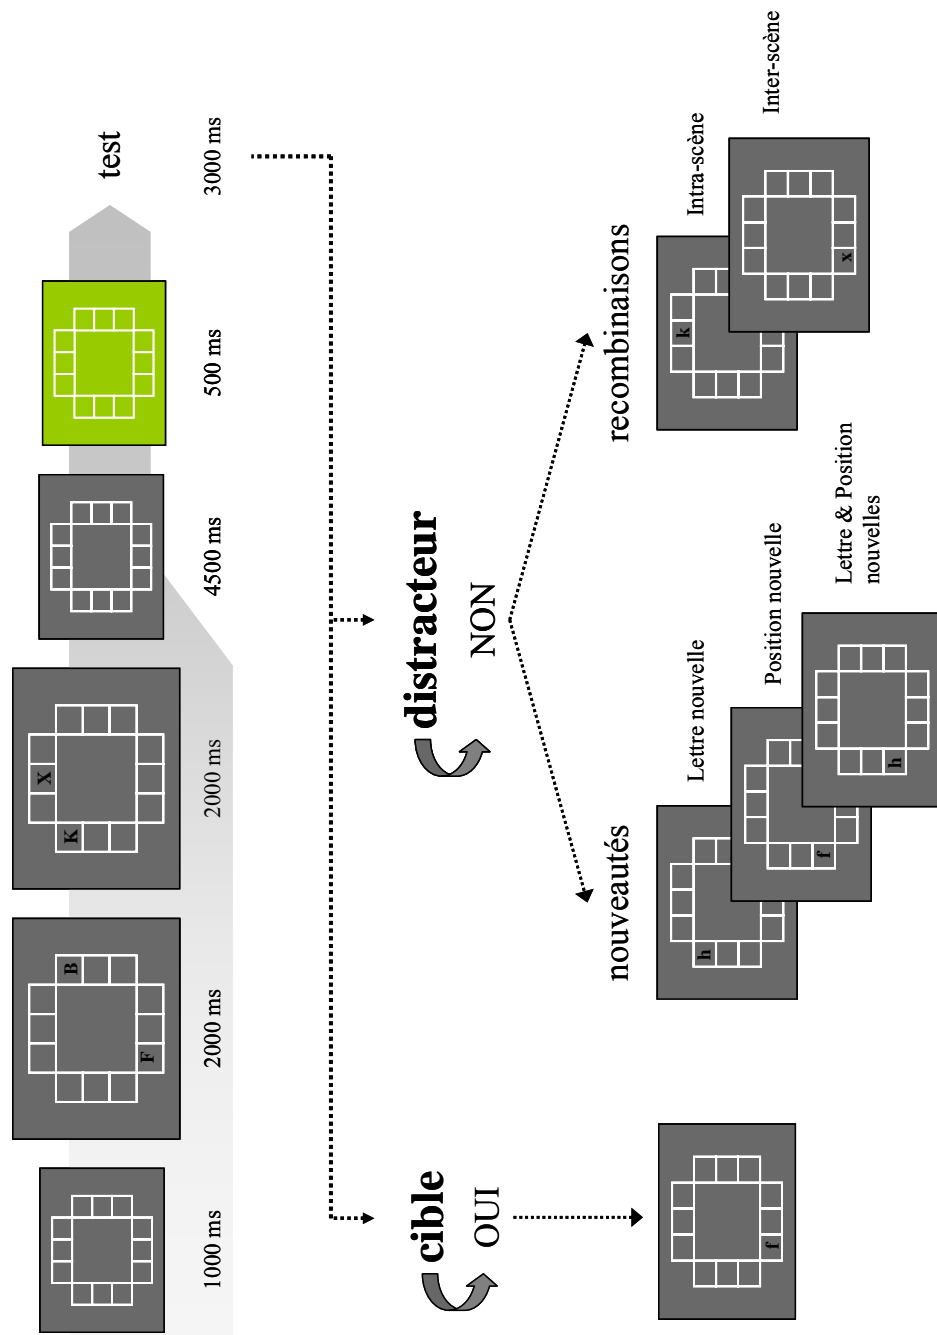 B
F
X
K
test
1000 ms
2000 ms
2000 ms
4500 ms
500 ms
3000 ms
cible
OUI
distracteur
NON
nouveautés
recombinaisons
f
h
Lettre nouvelle
f
Position nouvelle
h
Lettre & Position
nouvelles
k
Intra-scène
x
Inter-scène